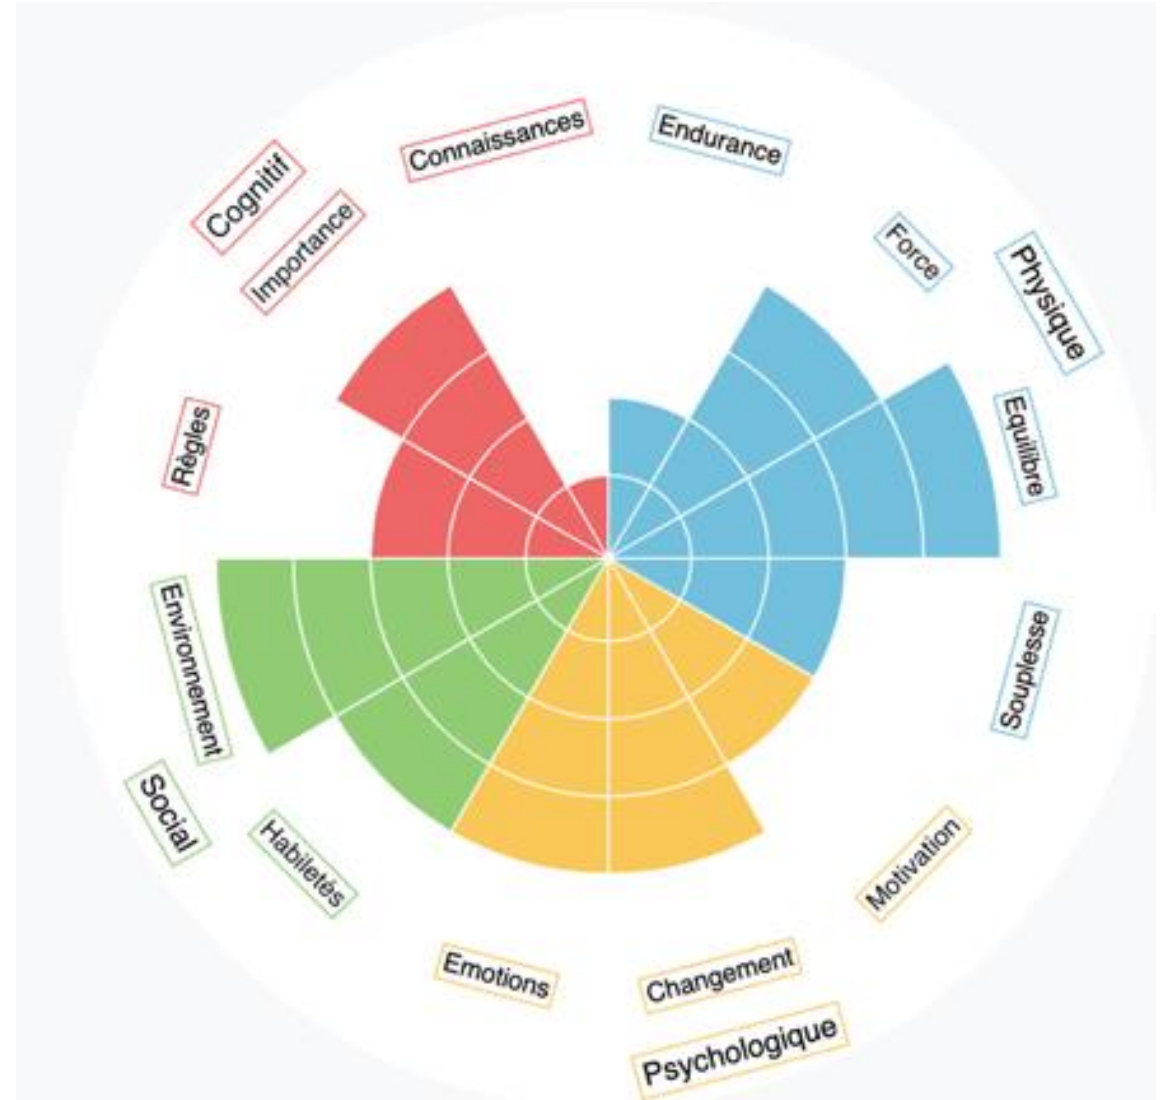 Connaissances
Endurance
Cognitif
Importance
Force
Physique
Règles
Equilibre
Environnement
Souplesse
Social
Habiletés
Motivation
Emotions
Changement
Psychologique